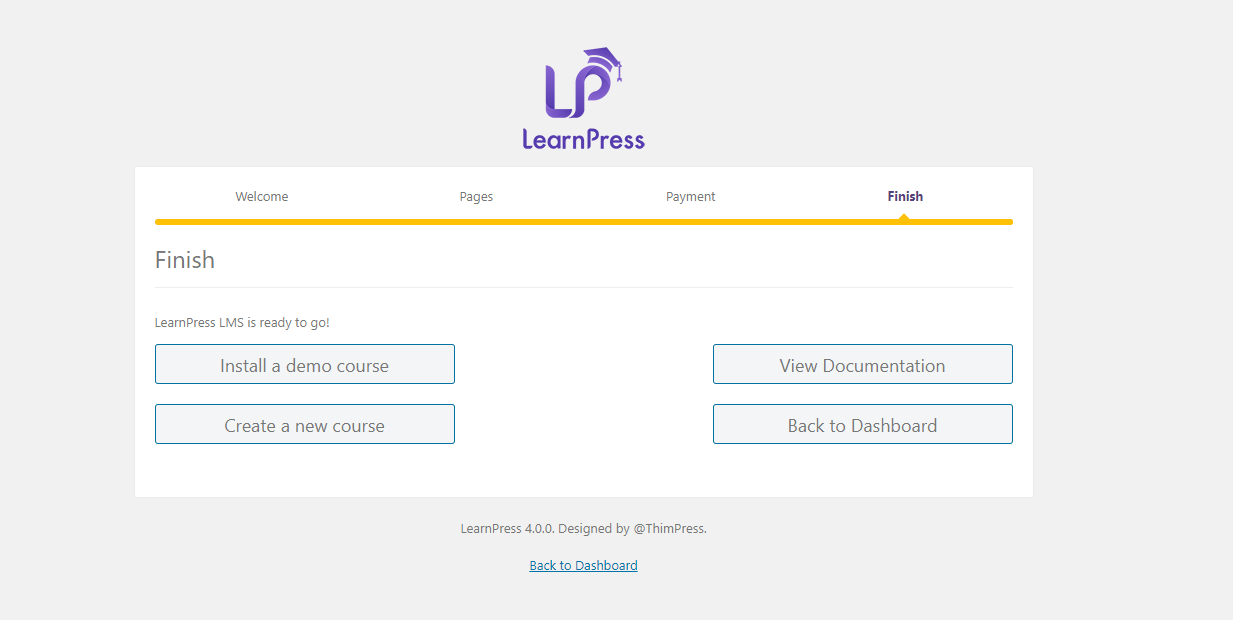 LP
LearnPress
Welcome Pages Payment Finish
Finish
LearnPress LMS is ready to go!
Install a demo course View Documentation
Create a new course Back to Dashboard
LearnPress 4.0.0. Designed by @ThimPress.
Back to Dashboard